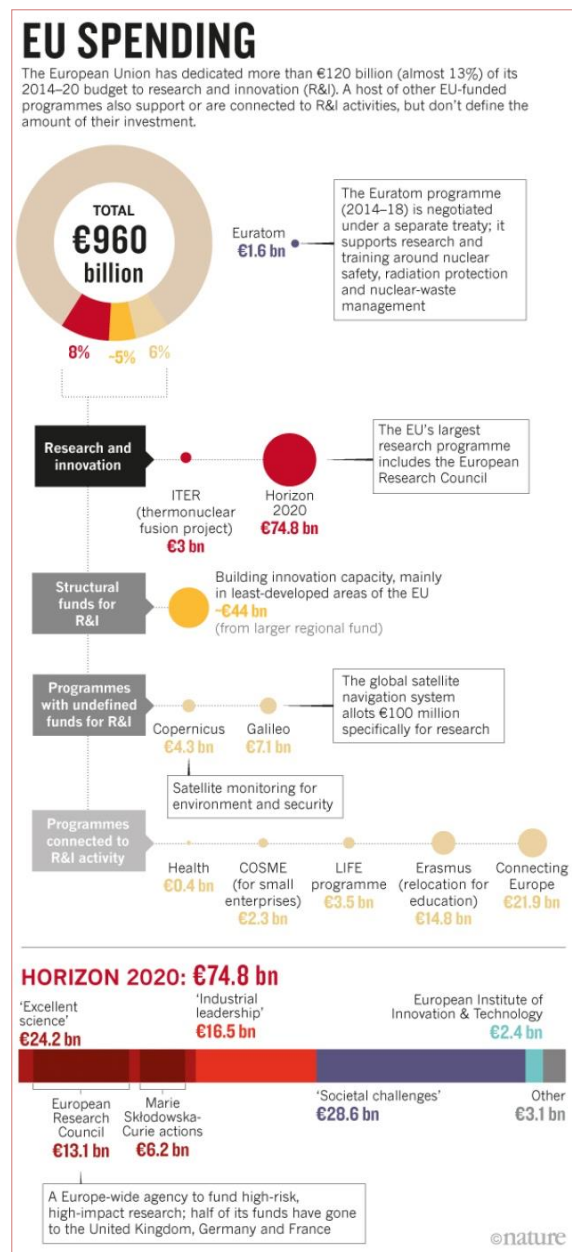 EU SPENDING
The European Union has dedicated more than €120 billion (almost 13%) of its
2014–20 budget to research and innovation (R&I). A host of other EU-funded
programmes also support or are connected to R&I activities, but don’t define the
amount of their investment.
TOTAL
€960
billion
8%
~5%
6%
Euratom
€1.6 bn
The Euratom programme
(2014–18) is negotiated
under a separate treaty; it
supports research and
training around nuclear
safety, radiation protection
and nuclear-waste
management
Research and
innovation
ITER
(thermonuclear
fusion project)
€3 bn
Horizon
2020
€74.8 bn
The EU’s largest
research programme
includes the European
Research Council
Structural
funds for
R&I
Building innovation capacity, mainly
in least-developed areas of the EU
~€44 bn
(from larger regional fund)
Programmes
with undefined
funds for R&I
Copernicus
€4.3 bn
Galileo
€7.1 bn
The global satellite
navigation system
allots €100 million
specifically for research
Satellite monitoring for
environment and security
Programmes
connected to
R&I activity
Health
€0.4 bn
COSME
(for small
enterprises)
€2.3 bn
LIFE
programme
€3.5 bn
Erasmus
(relocation for
education)
€14.8 bn
Connecting
Europe
€21.9 bn
HORIZON 2020: €74.8 bn
‘Excellent
science’
€24.2 bn
‘Industrial
leadership’
€16.5 bn
European Institute of
Innovation & Technology
€2.4 bn
European
Research
Council
€13.1 bn
Marie
Skłodowska-
Curie actions
€6.2 bn
‘Societal challenges’
€28.6 bn
Other
€3.1 bn
A Europe-wide agency to fund high-risk,
high-impact research; half of its funds have gone
to the United Kingdom, Germany and France
©nature